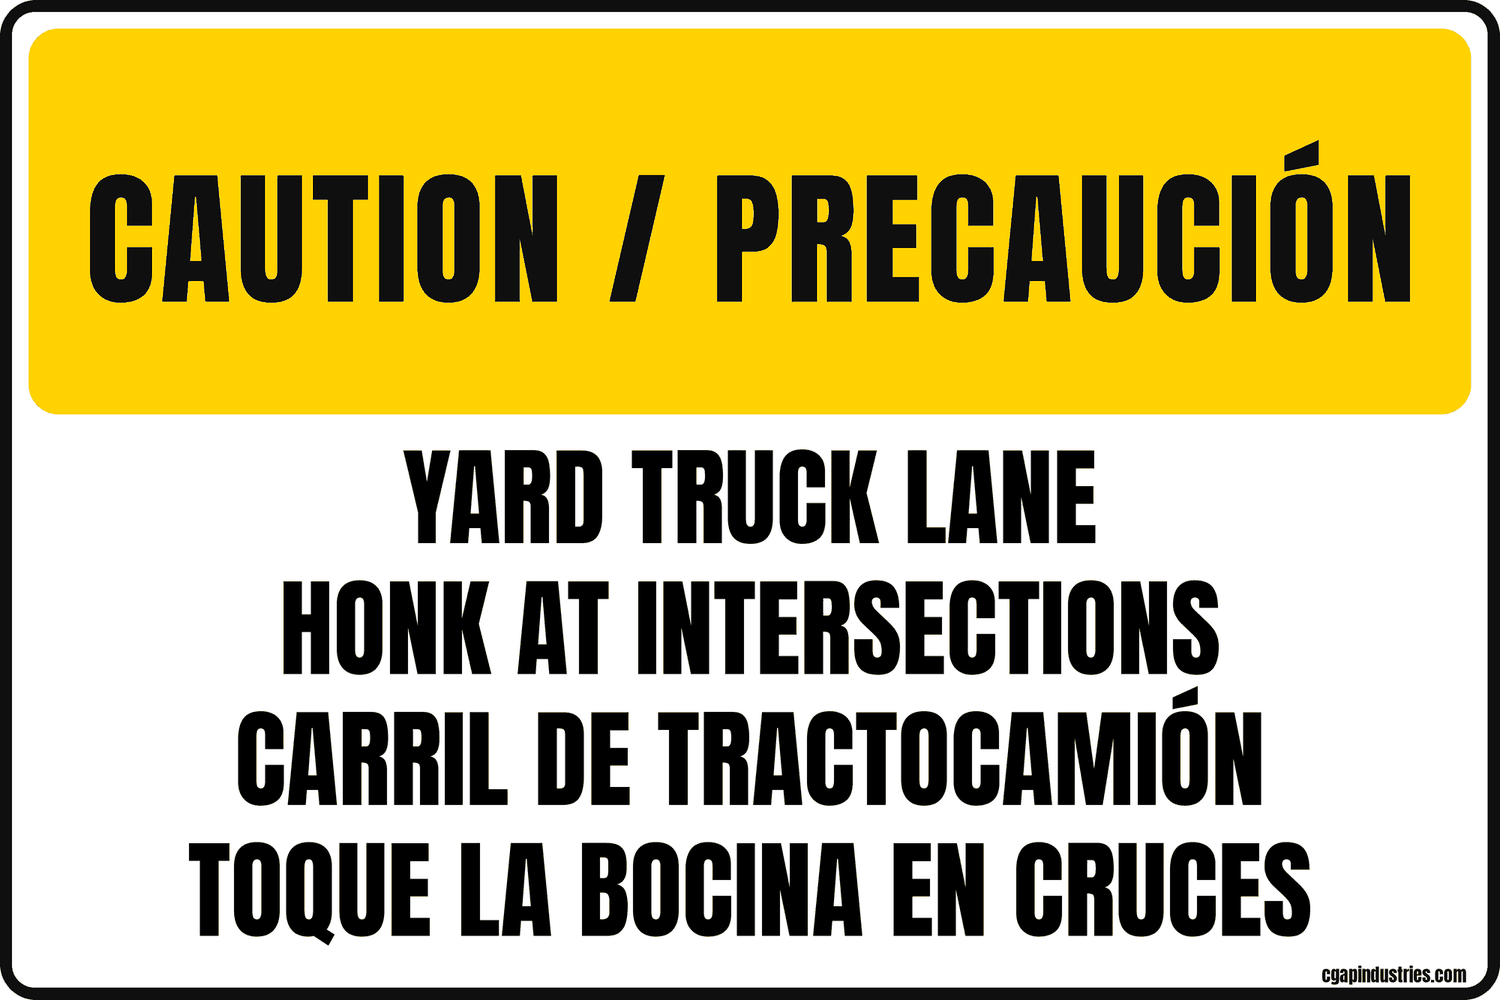 CAUTION / PRECAUCIÓN
YARD TRUCK LANE
HONK AT INTERSECTIONS
CARRIL DE TRACTOCAMIÓN
TOQUE LA BOCINA EN CRUCES
cgapindustries.com